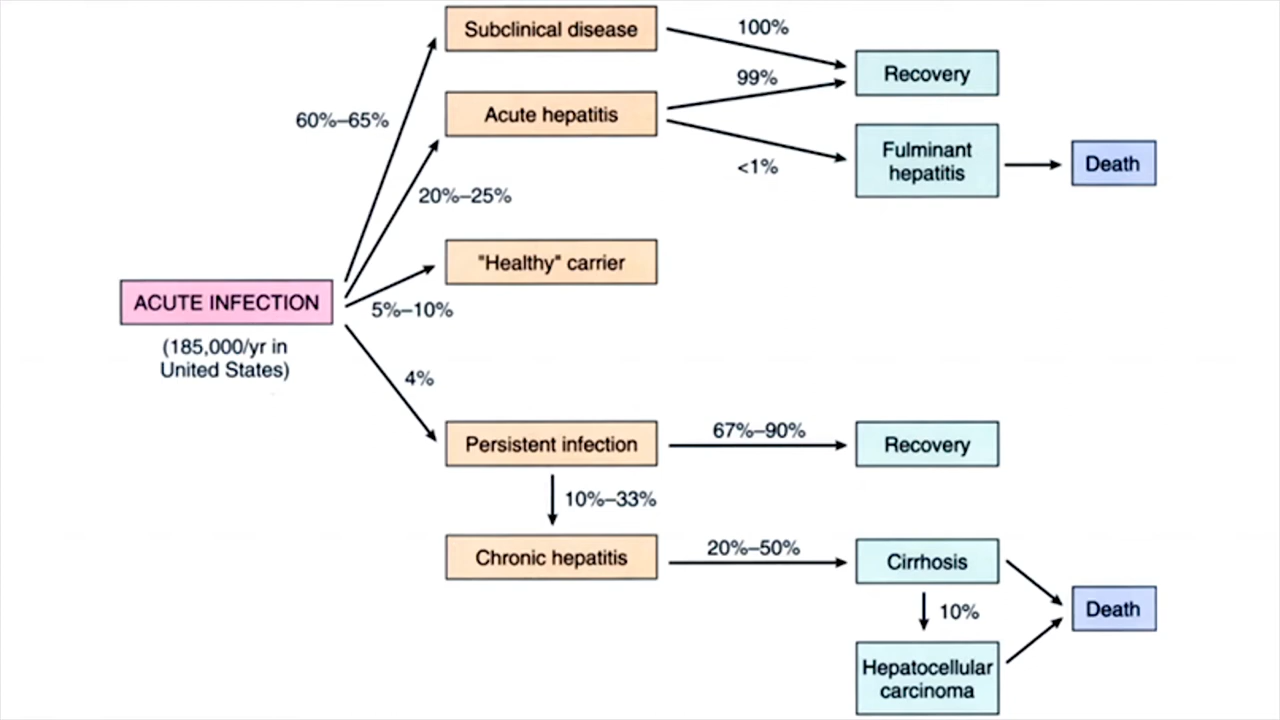 Subclinical disease
100%
Recovery
99%
Acute hepatitis
60%–65%
Fulminant
hepatitis
Death
<1%
20%–25%
"Healthy" carrier
ACUTE INFECTION
5%–10%
(185,000/yr in
United States)
4%
Persistent infection
67%–90%
Recovery
10%–33%
Chronic hepatitis
20%–50%
Cirrhosis
10%
Death
Hepatocellular
carcinoma